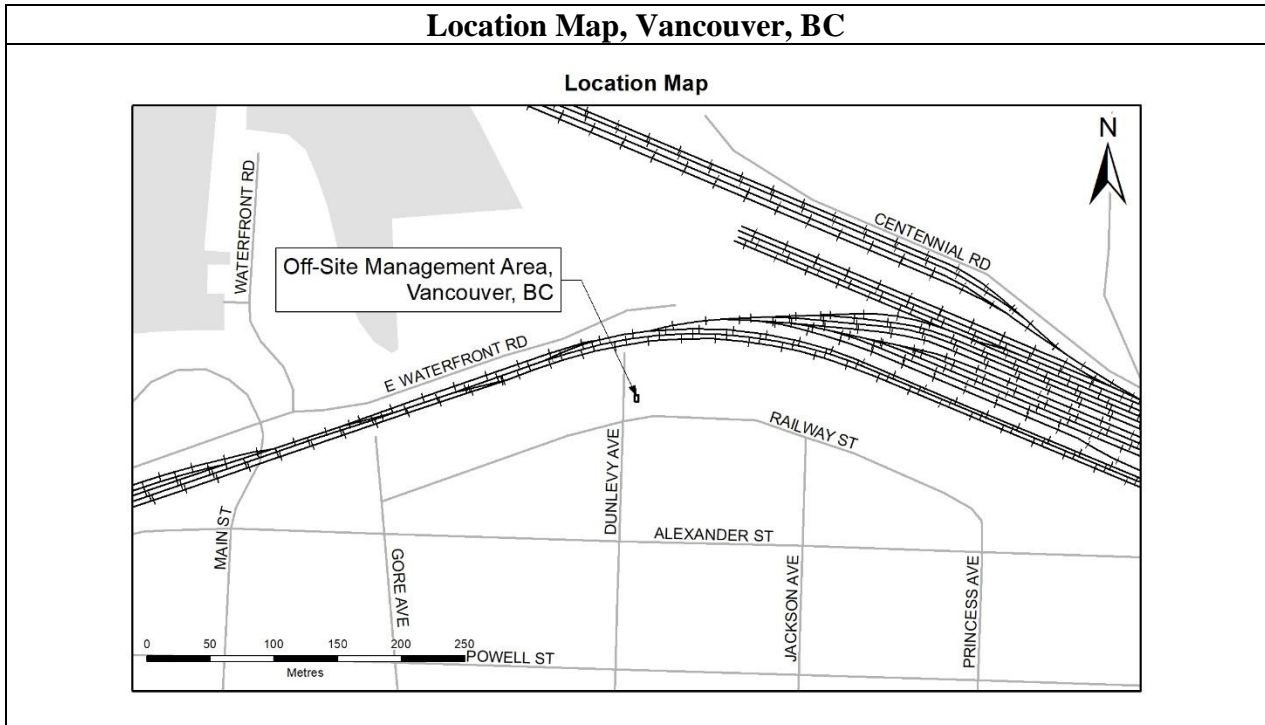 Location Map, Vancouver, BC
Location Map
N
WATERFRONT RD
CENTENNIAL RD
Off-Site Management Area,
Vancouver, BC
E WATERFRONT RD
RAILWAY ST
DUNLEVY AVE
MAIN ST
ALEXANDER ST
GORE AVE
JACKSON AVE
PRINCESS AVE
0 50 100 150 200 250
Metres
POWELL ST